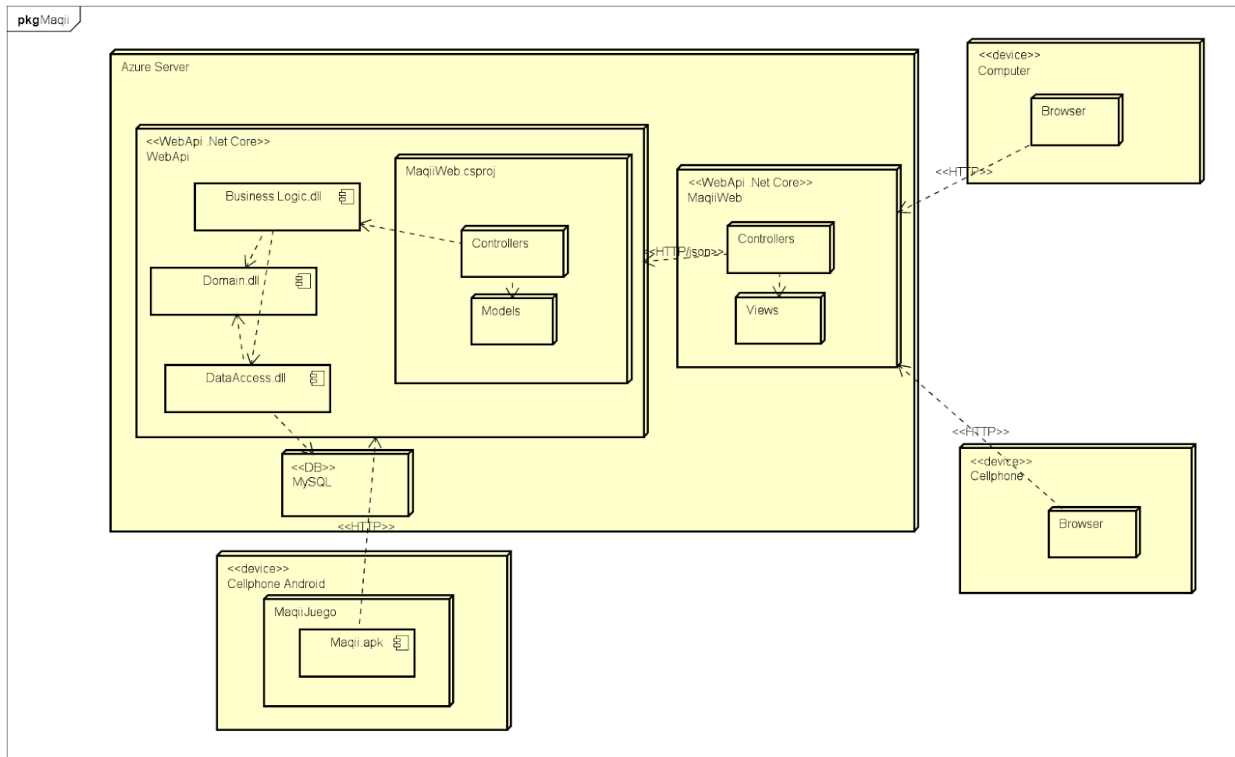 pkg Maqii
Azure Server
<<WebApi .Net Core>>
WebApi
Business Logic.dll
Domain.dll
DataAccess.dll
MaqiiWeb.csproj
Controllers
Models
<<HTTP/json>>
<<WebApi .Net Core>>
MaqiiWeb
Controllers
Views
<<DB>>
MySQL
<<HTTP>>
<<device>>
Computer
Browser
<<HTTP>>
<<HTTP>>
<<device>>
Cellphone
Browser
<<device>>
Cellphone Android
MaqiiJuego
Maqii.apk